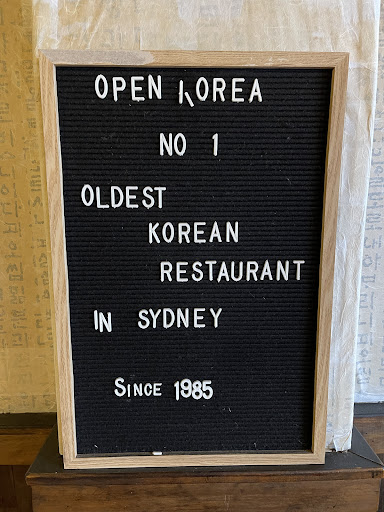 OPEN KOREA
NO 1
OLDEST
KOREAN
RESTAURANT
IN SYDNEY
SINCE 1985